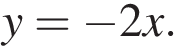 y = −2x.